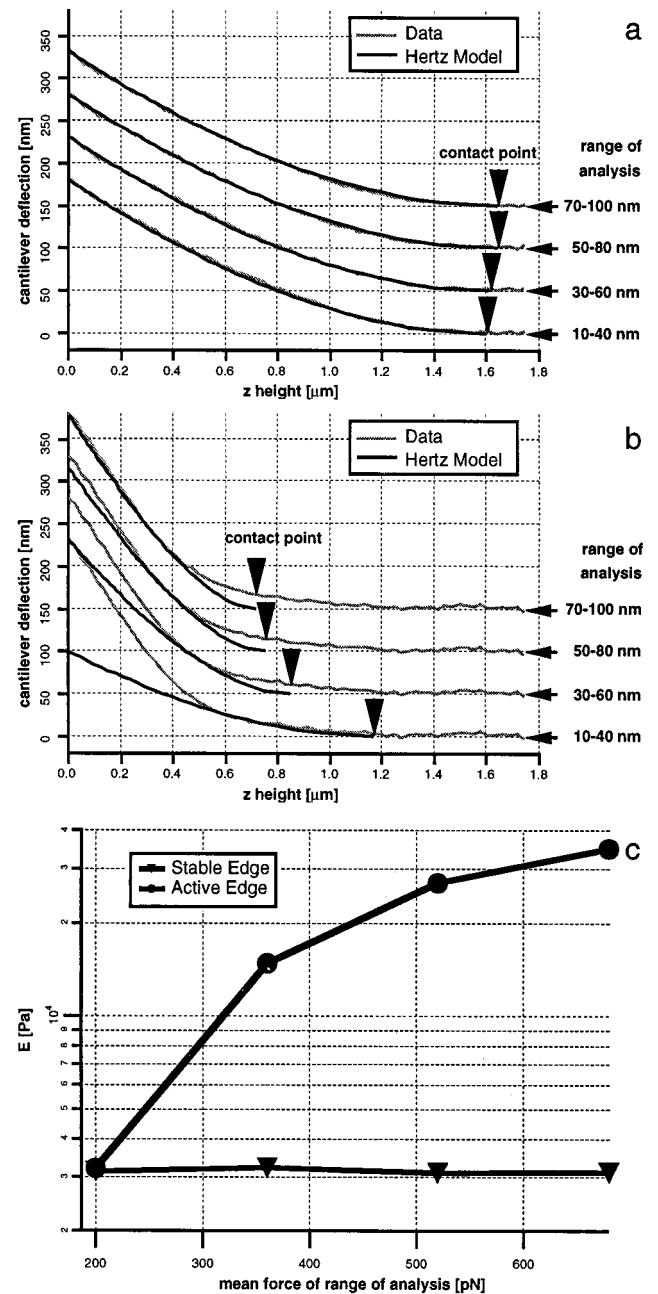 a
Data
Hertz Model
cantilever deflection [nm]
350
300
250
200
150
100
50
0
contact point
range of
analysis
70-100 nm
50-80 nm
30-60 nm
10-40 nm
0.0 0.2 0.4 0.6 0.8 1.0 1.2 1.4 1.6 1.8
z height [μm]
b
Data
Hertz Model
cantilever deflection [nm]
350
300
250
200
150
100
50
0
contact point
range of
analysis
70-100 nm
50-80 nm
30-60 nm
10-40 nm
0.0 0.2 0.4 0.6 0.8 1.0 1.2 1.4 1.6 1.8
z height [μm]
c
Stable Edge
Active Edge
E [Pa]
4
3
2
10⁴
9
8
7
6
5
4
3
2
200 300 400 500 600
mean force of range of analysis [pN]